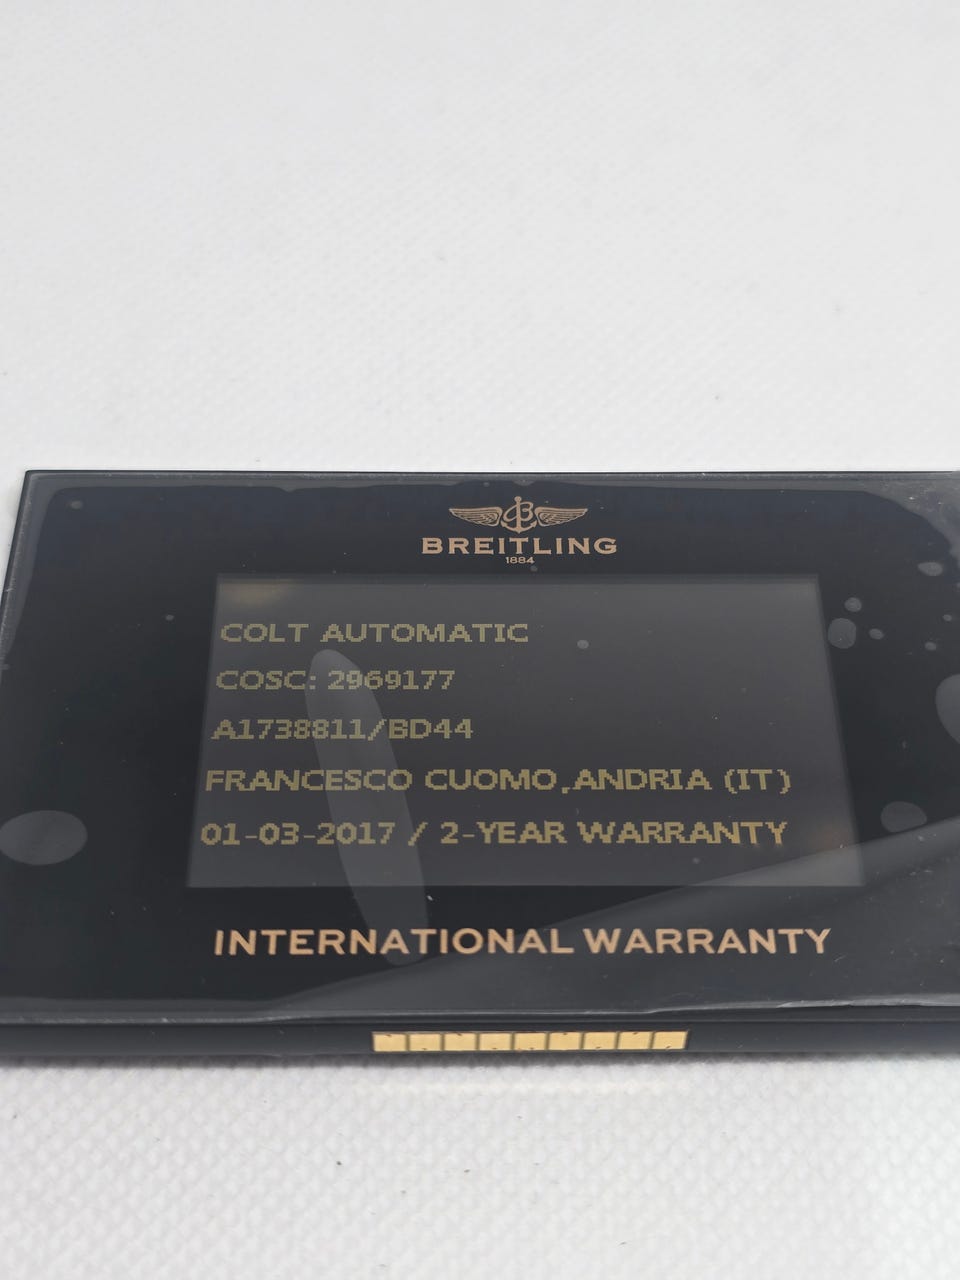 BREITLING
1884
COLT AUTOMATIC
COSC: 2969177
A1738811/BD44
FRANCESCO CUOMO,ANDRIA (IT)
01-03-2017 / 2-YEAR WARRANTY
INTERNATIONAL WARRANTY